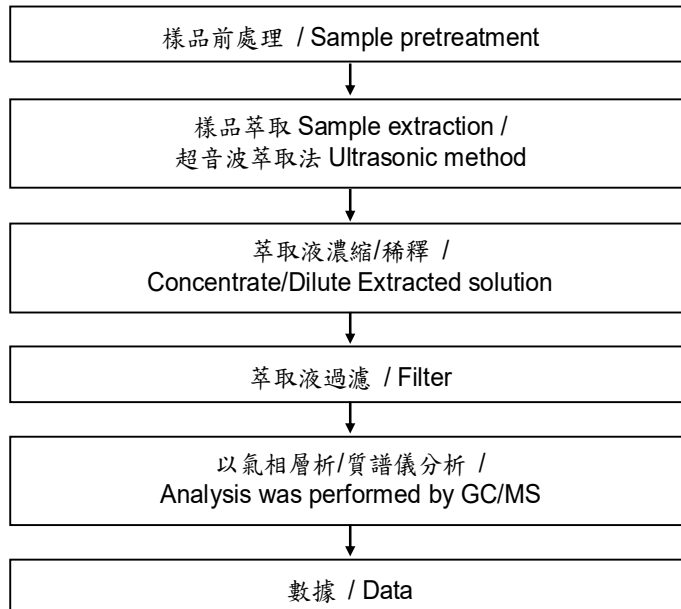 樣品前處理 / Sample pretreatment
樣品萃取 Sample extraction /
超音波萃取法 Ultrasonic method
萃取液濃縮/稀釋 /
Concentrate/Dilute Extracted solution
萃取液過濾 / Filter
以氣相層析/質譜儀分析 /
Analysis was performed by GC/MS
數據 / Data